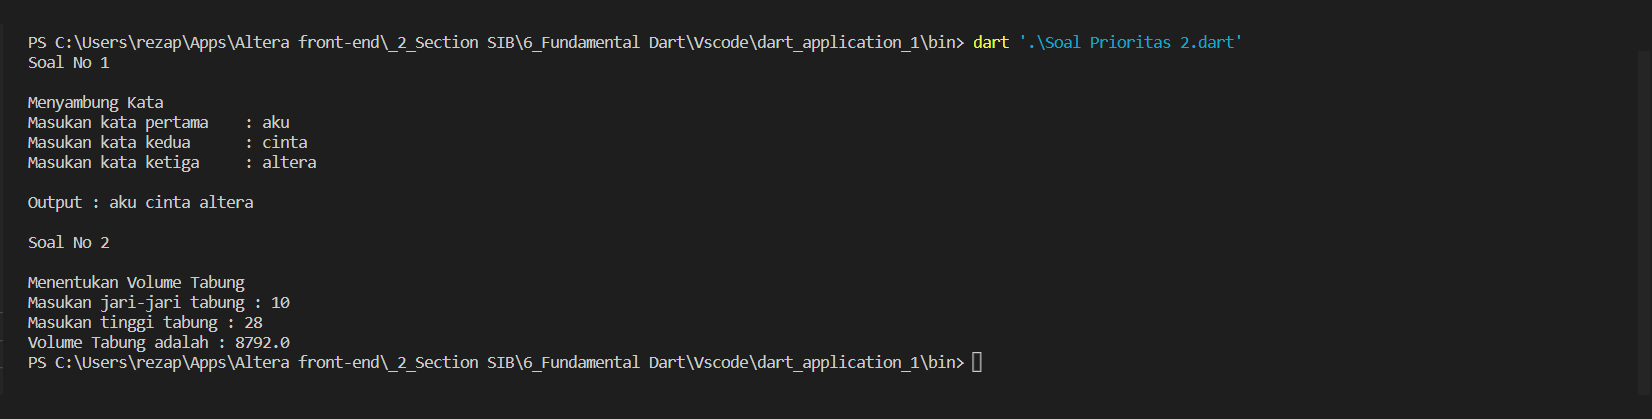 PS C:\Users\rezap\Apps\Altera front-end\_2_Section SIB\6_Fundamental Dart\Vscode\dart_application_1\bin> dart '.\Soal Prioritas 2.dart'
Soal No 1
Menyambung Kata
Masukan kata pertama    : aku
Masukan kata kedua      : cinta
Masukan kata ketiga     : altera
Output : aku cinta altera
Soal No 2
Menentukan Volume Tabung
Masukan jari-jari tabung : 10
Masukan tinggi tabung : 28
Volume Tabung adalah : 8792.0
PS C:\Users\rezap\Apps\Altera front-end\_2_Section SIB\6_Fundamental Dart\Vscode\dart_application_1\bin>